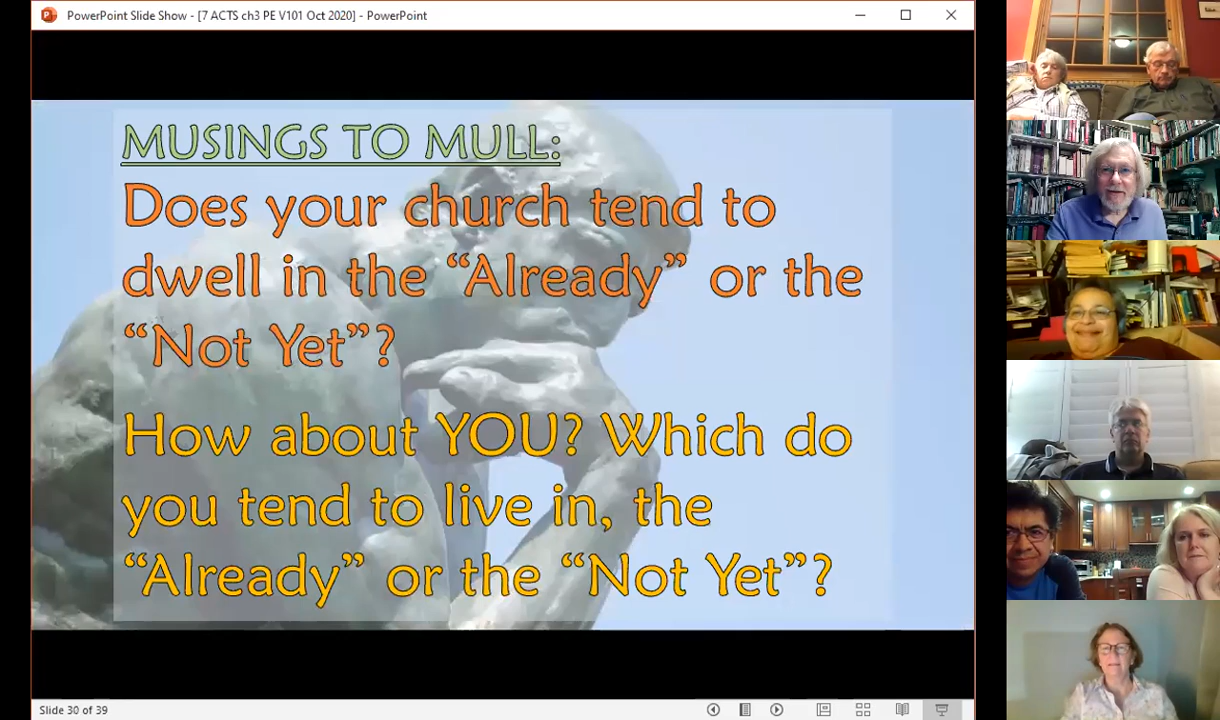 PowerPoint Slide Show - [7 ACTS ch3 PE V101 Oct 2020] - PowerPoint
MUSINGS TO MULL:
Does your church tend to
dwell in the “Already” or the
“Not Yet”?
How about YOU? Which do
you tend to live in, the
“Already” or the “Not Yet”?
Slide 30 of 39